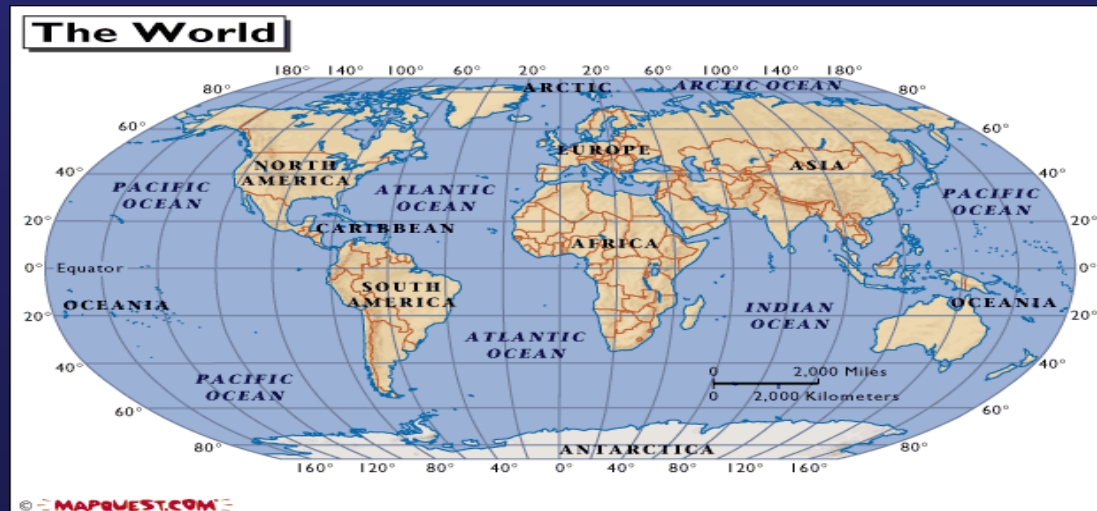 The World
180° 140° 100° 60° 20° 20° 60° 100° 140° 180°
80° ARCTIC ARCTIC OCEAN 80°
60° 60°
EUROPE
NORTH AMERICA
ASIA
40° 40°
PACIFIC OCEAN
ATLANTIC OCEAN
PACIFIC OCEAN
20° 20°
CARIBBEAN
AFRICA
0° Equator 0°
SOUTH AMERICA
OCEANIA
OCEANIA
INDIAN OCEAN
20° 20°
ATLANTIC OCEAN
40° 40°
0 2,000 Miles
0 2,000 Kilometers
PACIFIC OCEAN
60° 60°
80° ANTARCTICA 80°
160° 120° 80° 40° 0° 40° 80° 120° 160°
© MAPQUEST.COM